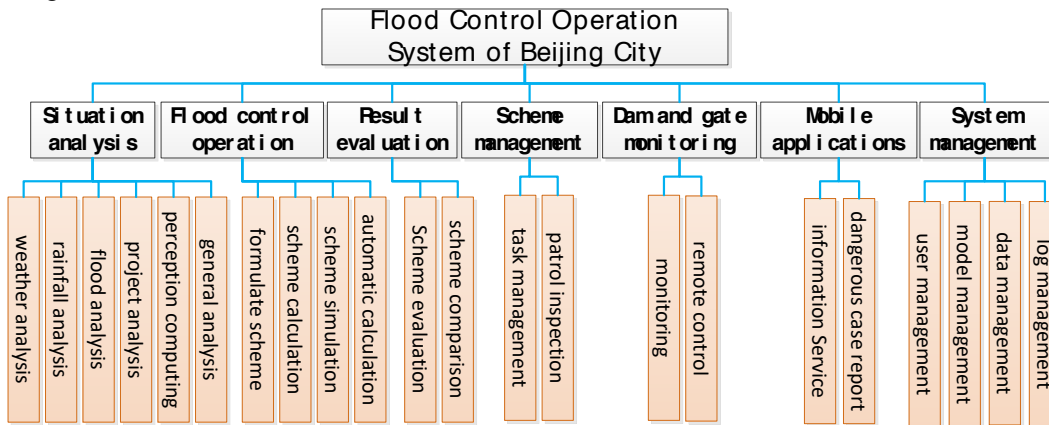 Flood Control Operation
System of Beijing City
Situation
analysis
Flood control
operation
Result
evaluation
Scheme
management
Dam and gate
monitoring
Mobile
applications
System
management
weather analysis
rainfall analysis
flood analysis
project analysis
perception computing
general analysis
formulate scheme
scheme calculation
scheme simulation
automatic calculation
Scheme evaluation
scheme comparison
task management
patrol inspection
monitoring
remote control
information Service
dangerous case report
user management
model management
data management
log management